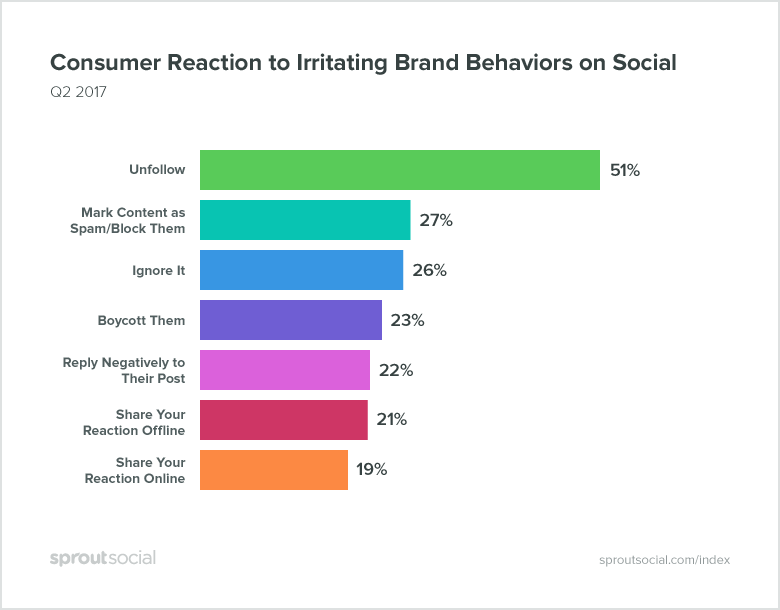 Consumer Reaction to Irritating Brand Behaviors on Social
Q2 2017
Unfollow
51%
Mark Content as
Spam/Block Them
27%
Ignore It
26%
Boycott Them
23%
Reply Negatively to
Their Post
22%
Share Your
Reaction Offline
21%
Share Your
Reaction Online
19%
sproutsocial
sproutsocial.com/index